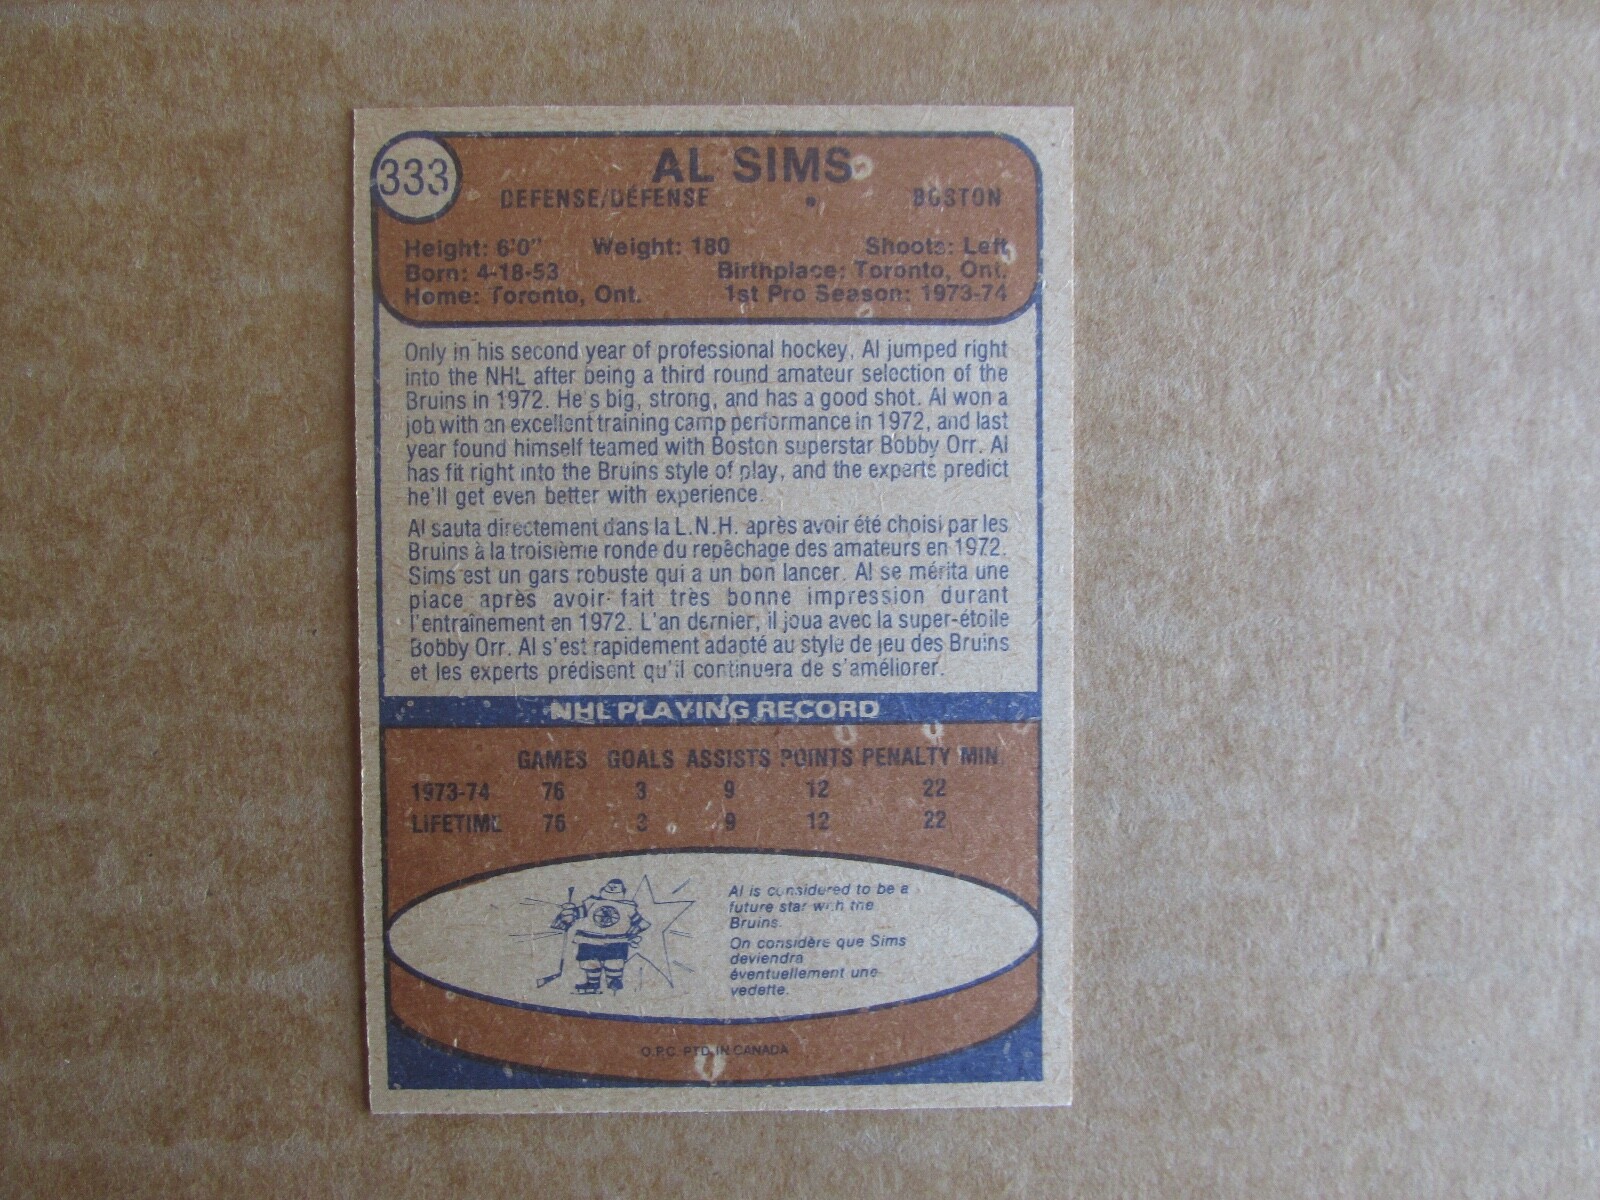 333
AL SIMS
DEFENSE/DÉFENSE • BOSTON
Height: 6'0" Weight: 180 Shoots: Left
Born: 4-18-53 Birthplace: Toronto, Ont.
Home: Toronto, Ont. 1st Pro Season: 1973-74
Only in his second year of professional hockey, Al jumped right
into the NHL after being a third round amateur selection of the
Bruins in 1972. He's big, strong, and has a good shot. Al won a
job with an excellent training camp performance in 1972, and last
year found himself teamed with Boston superstar Bobby Orr. Al
has fit right into the Bruins style of play, and the experts predict
he'll get even better with experience.
Al sauta directement dans la L.N.H. après avoir été choisi par les
Bruins à la troisième ronde du repêchage des amateurs en 1972.
Sims est un gars robuste qui a un bon lancer. Al se mérita une
place après avoir fait très bonne impression durant
l'entraînement en 1972. L'an dernier, il joua avec la super-étoile
Bobby Orr. Al s'est rapidement adapté au style de jeu des Bruins
et les experts prédisent qu'il continuera de s'améliorer.
NHL PLAYING RECORD
GAMES GOALS ASSISTS POINTS PENALTY MIN.
1973-74 76 3 9 12 22
LIFETIME 76 3 9 12 22
Al is considered to be a
future star with the
Bruins.
On considère que Sims
deviendra
éventuellement une
vedette.
O.P.C. PTD. IN CANADA